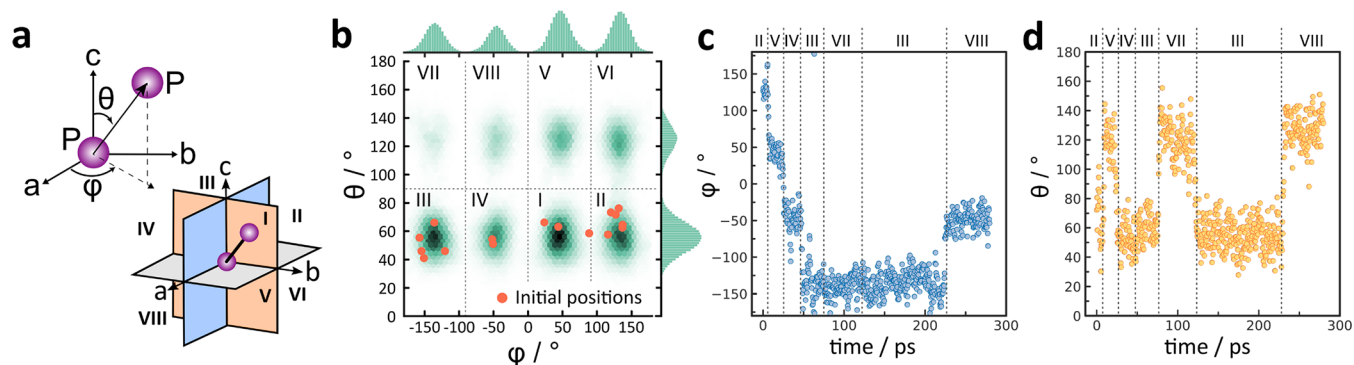 a
c
P
θ
P
b
a
φ
c
III
I
II
IV
b
a
V
VI
VIII
b
θ / °
180
160
140
120
100
80
60
40
20
0
VII VIII V VI
III IV I II
Initial positions
-150 -100 -50 0 50 100 150
φ / °
c
II V IV III VII III VIII
φ / °
150
100
50
0
−50
−100
−150
0 100 200 300
time / ps
d
II V IV III VII III VIII
θ / °
180
160
140
120
100
80
60
40
20
0
0 100 200 300
time / ps